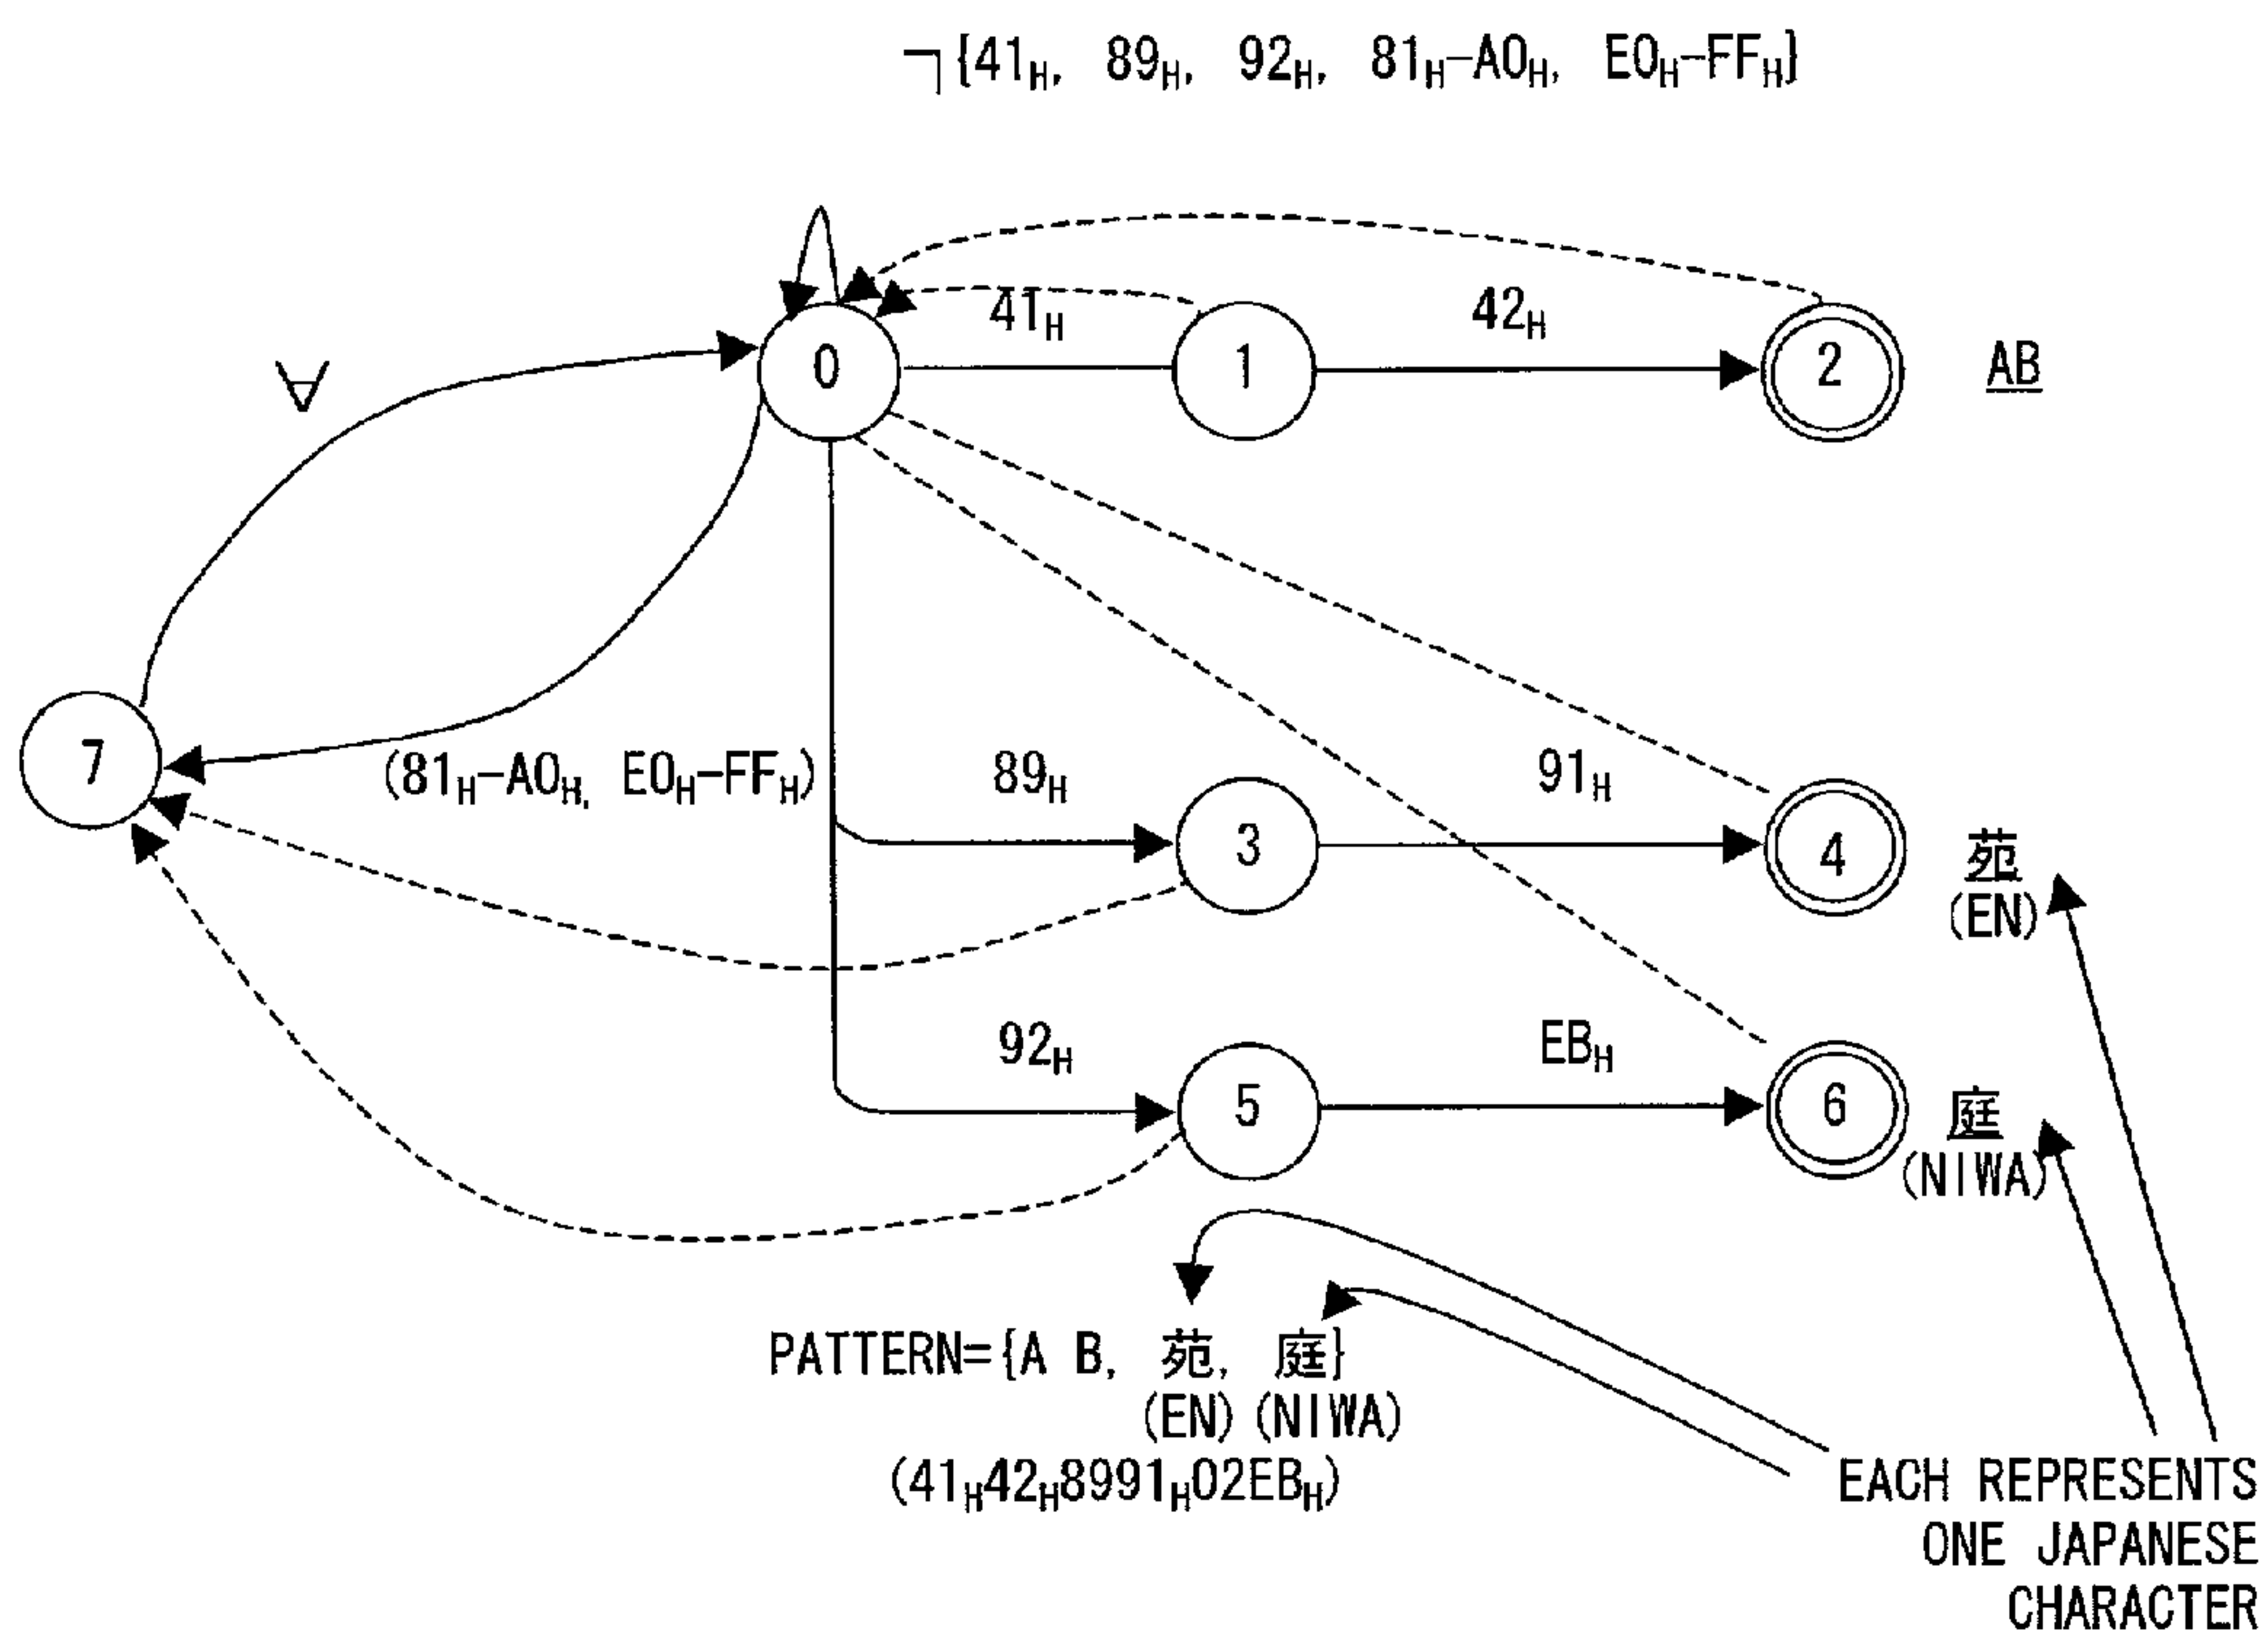 ¬{41H, 89H, 92H, 81H-A0H, E0H-FFH}
41H
42H
0
1
2
AB
∀
7
(81H-A0H, E0H-FFH)
89H
91H
3
4
苑
(EN)
92H
EBH
5
6
庭
(NIWA)
PATTERN={A B, 苑, 庭}
(EN) (NIWA)
(41H42H8991H02EBH)
EACH REPRESENTS
ONE JAPANESE
CHARACTER